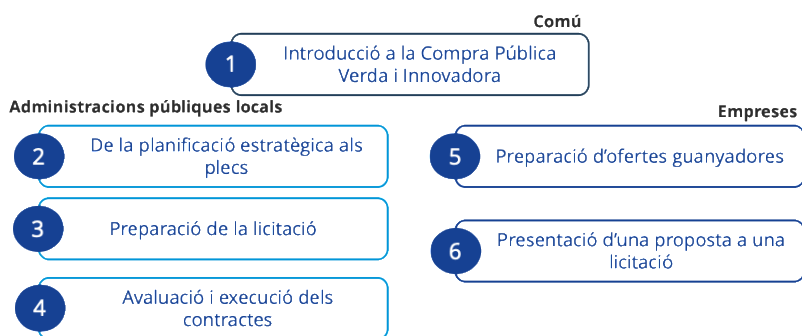 Comú
1
Introducció a la Compra Pública
Verda i Innovadora
Administracions públiques locals
2
De la planificació estratègica als
plecs
3
Preparació de la licitació
4
Avaluació i execució dels
contractes
Empreses
5
Preparació d’ofertes guanyadores
6
Presentació d’una proposta a una
licitació